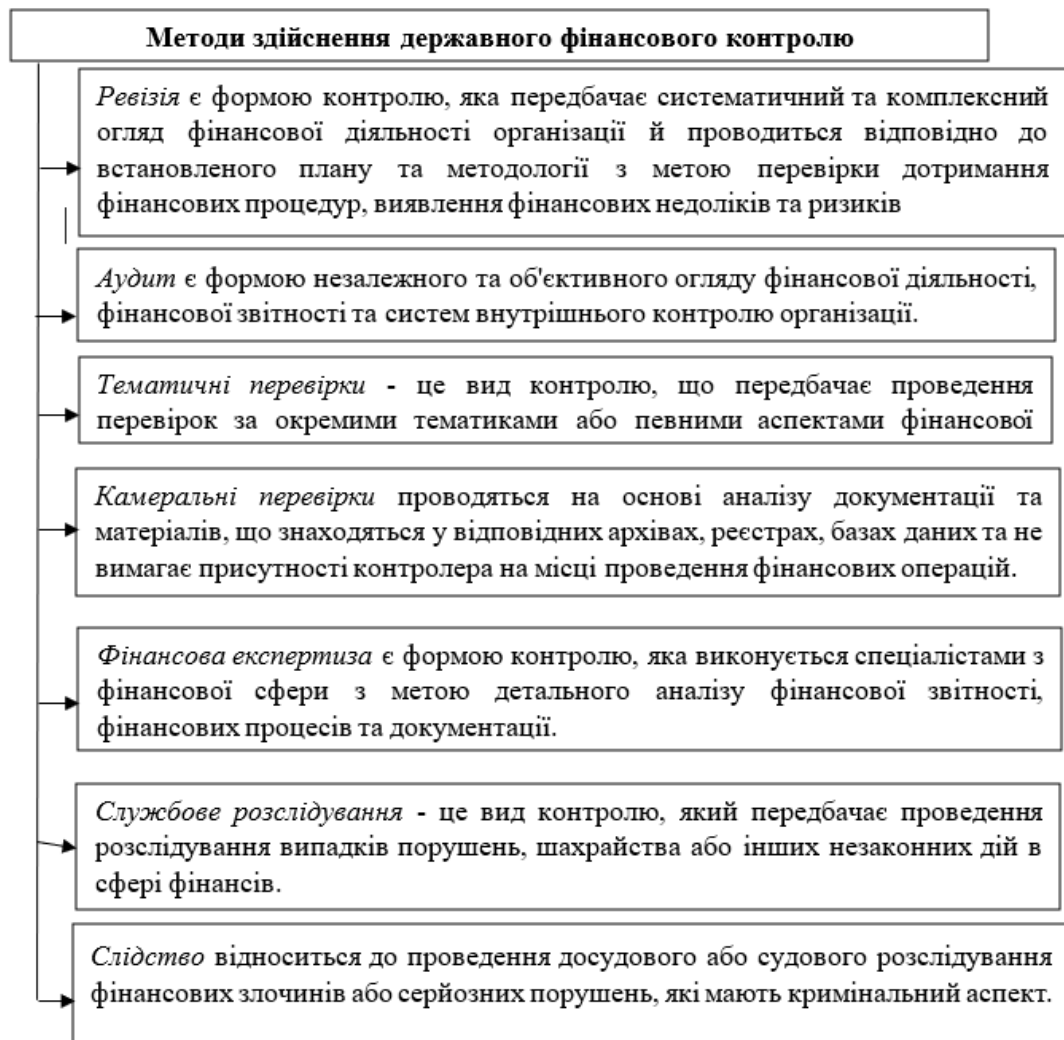 Методи здійснення державного фінансового контролю
Ревізія є формою контролю, яка передбачає систематичний та комплексний
огляд фінансової діяльності організації й проводиться відповідно до
встановленого плану та методології з метою перевірки дотримання
фінансових процедур, виявлення фінансових недоліків та ризиків
Аудит є формою незалежного та об'єктивного огляду фінансової діяльності,
фінансової звітності та систем внутрішнього контролю організації.
Тематичні перевірки - це вид контролю, що передбачає проведення
перевірок за окремими тематиками або певними аспектами фінансової
Камеральні перевірки проводяться на основі аналізу документації та
матеріалів, що знаходяться у відповідних архівах, реєстрах, базах даних та не
вимагає присутності контролера на місці проведення фінансових операцій.
Фінансова експертиза є формою контролю, яка виконується спеціалістами з
фінансової сфери з метою детального аналізу фінансової звітності,
фінансових процесів та документації.
Службове розслідування - це вид контролю, який передбачає проведення
розслідування випадків порушень, шахрайства або інших незаконних дій в
сфері фінансів.
Слідство відноситься до проведення досудового або судового розслідування
фінансових злочинів або серйозних порушень, які мають кримінальний аспект.